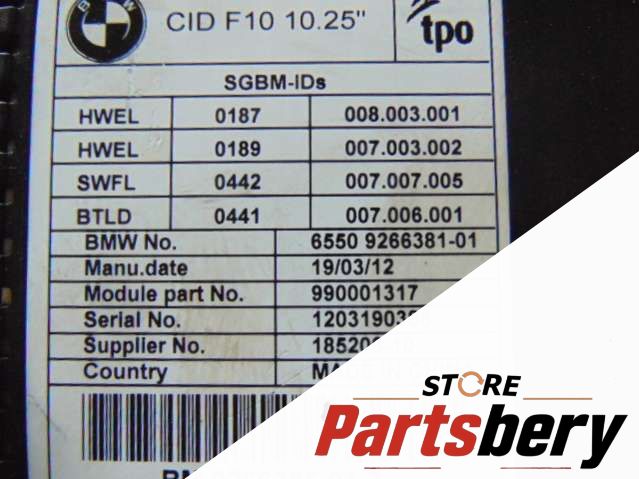 BMW
CID F10 10.25"
tpo
SGBM-IDs
HWEL 0187 008.003.001
HWEL 0189 007.003.002
SWFL 0442 007.007.005
BTLD 0441 007.006.001
BMW No. 6550 9266381-01
Manu.date 19/03/12
Module part No. 990001317
Serial No.
Supplier No.
Country
STORE
Partsbery